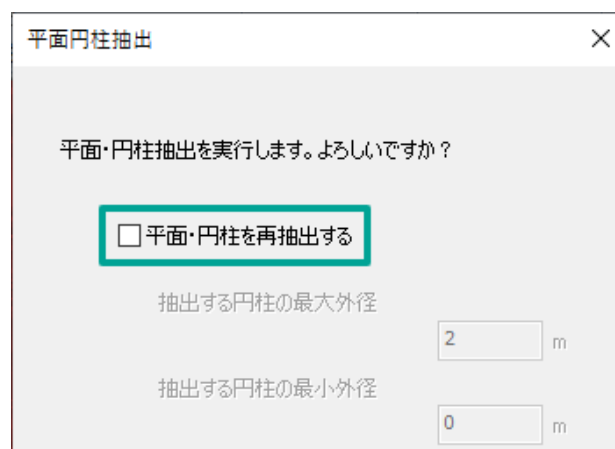 平面円柱抽出
平面・円柱抽出を実行します。よろしいですか？
平面・円柱を再抽出する
抽出する円柱の最大外径
2 m
抽出する円柱の最小外径
0 m